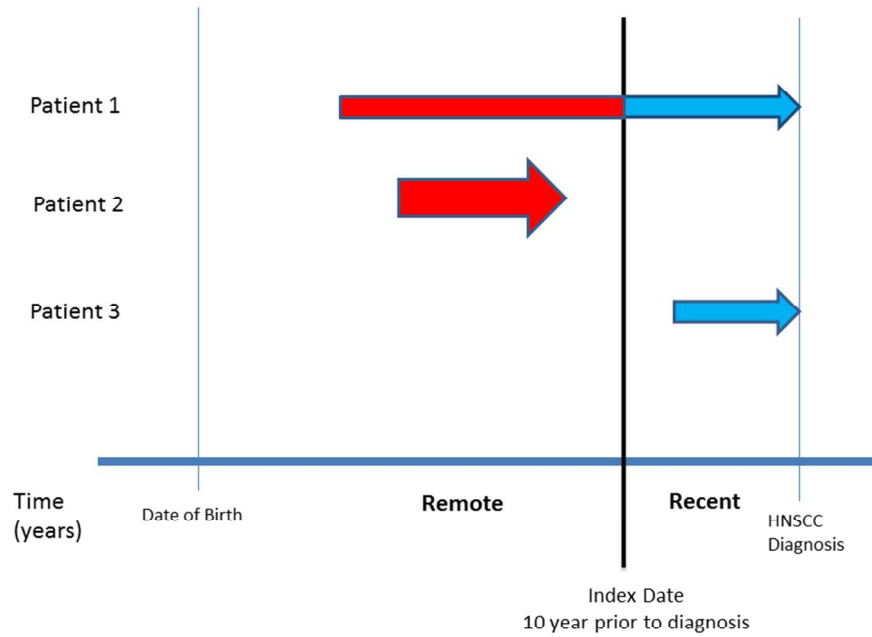 Patient 1
Patient 2
Patient 3
Time
(years)
Date of Birth
Remote
Recent
HNSCC
Diagnosis
Index Date
10 year prior to diagnosis